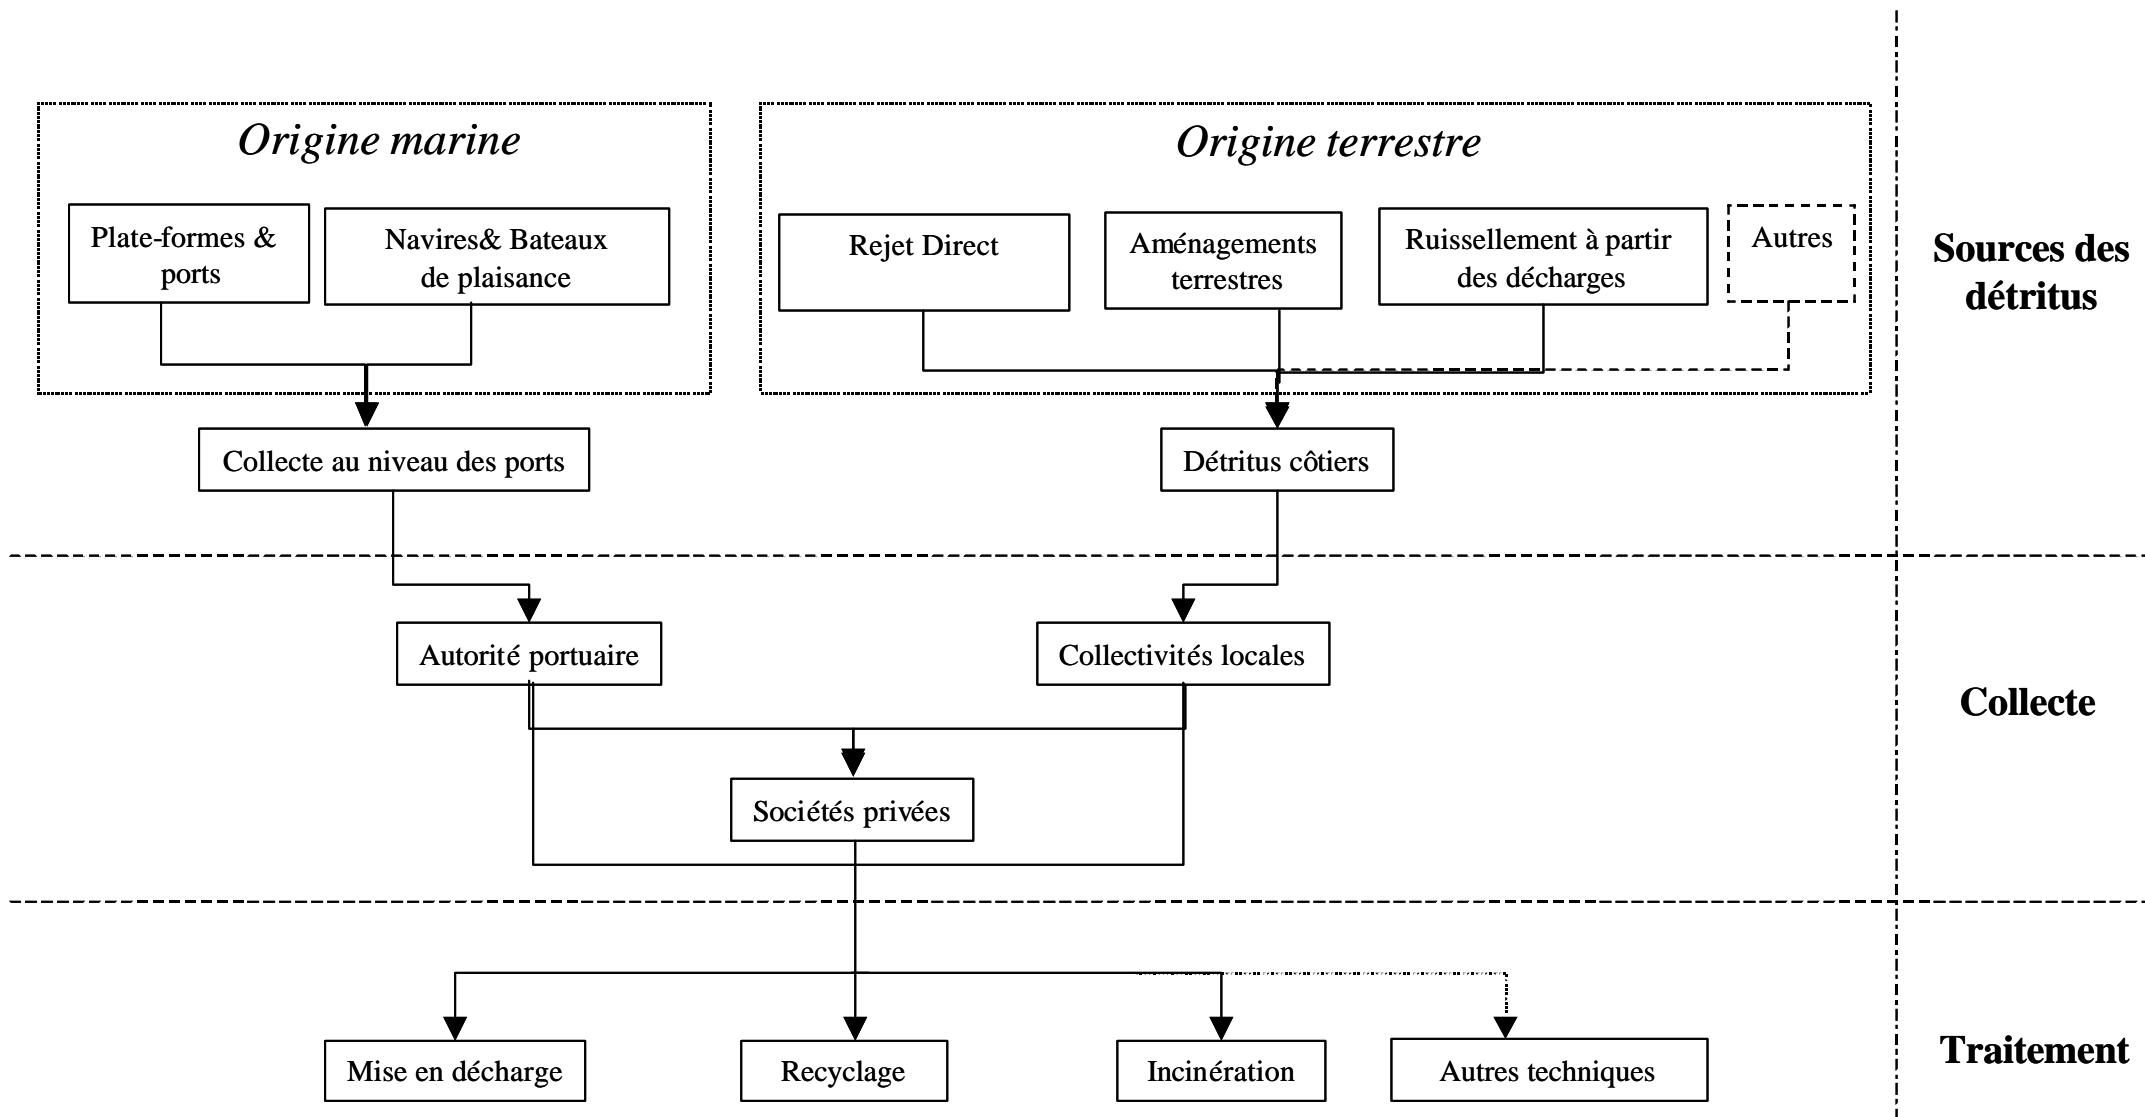 Origine marine
Origine terrestre
Plate-formes &
ports
Navires& Bateaux
de plaisance
Rejet Direct
Aménagements
terrestres
Ruissellement à partir
des décharges
Autres
Sources des
détritus
Collecte au niveau des ports
Détritus côtiers
Autorité portuaire
Collectivités locales
Collecte
Sociétés privées
Traitement
Mise en décharge
Recyclage
Incinération
Autres techniques